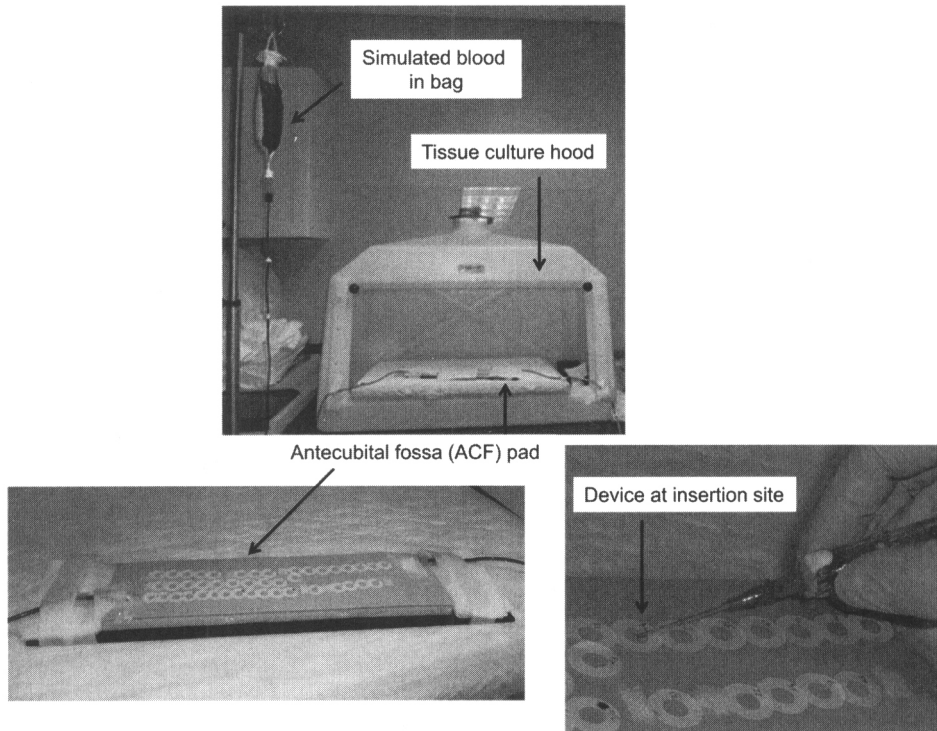 Simulated blood
in bag
Tissue culture hood
Antecubital fossa (ACF) pad
Device at insertion site